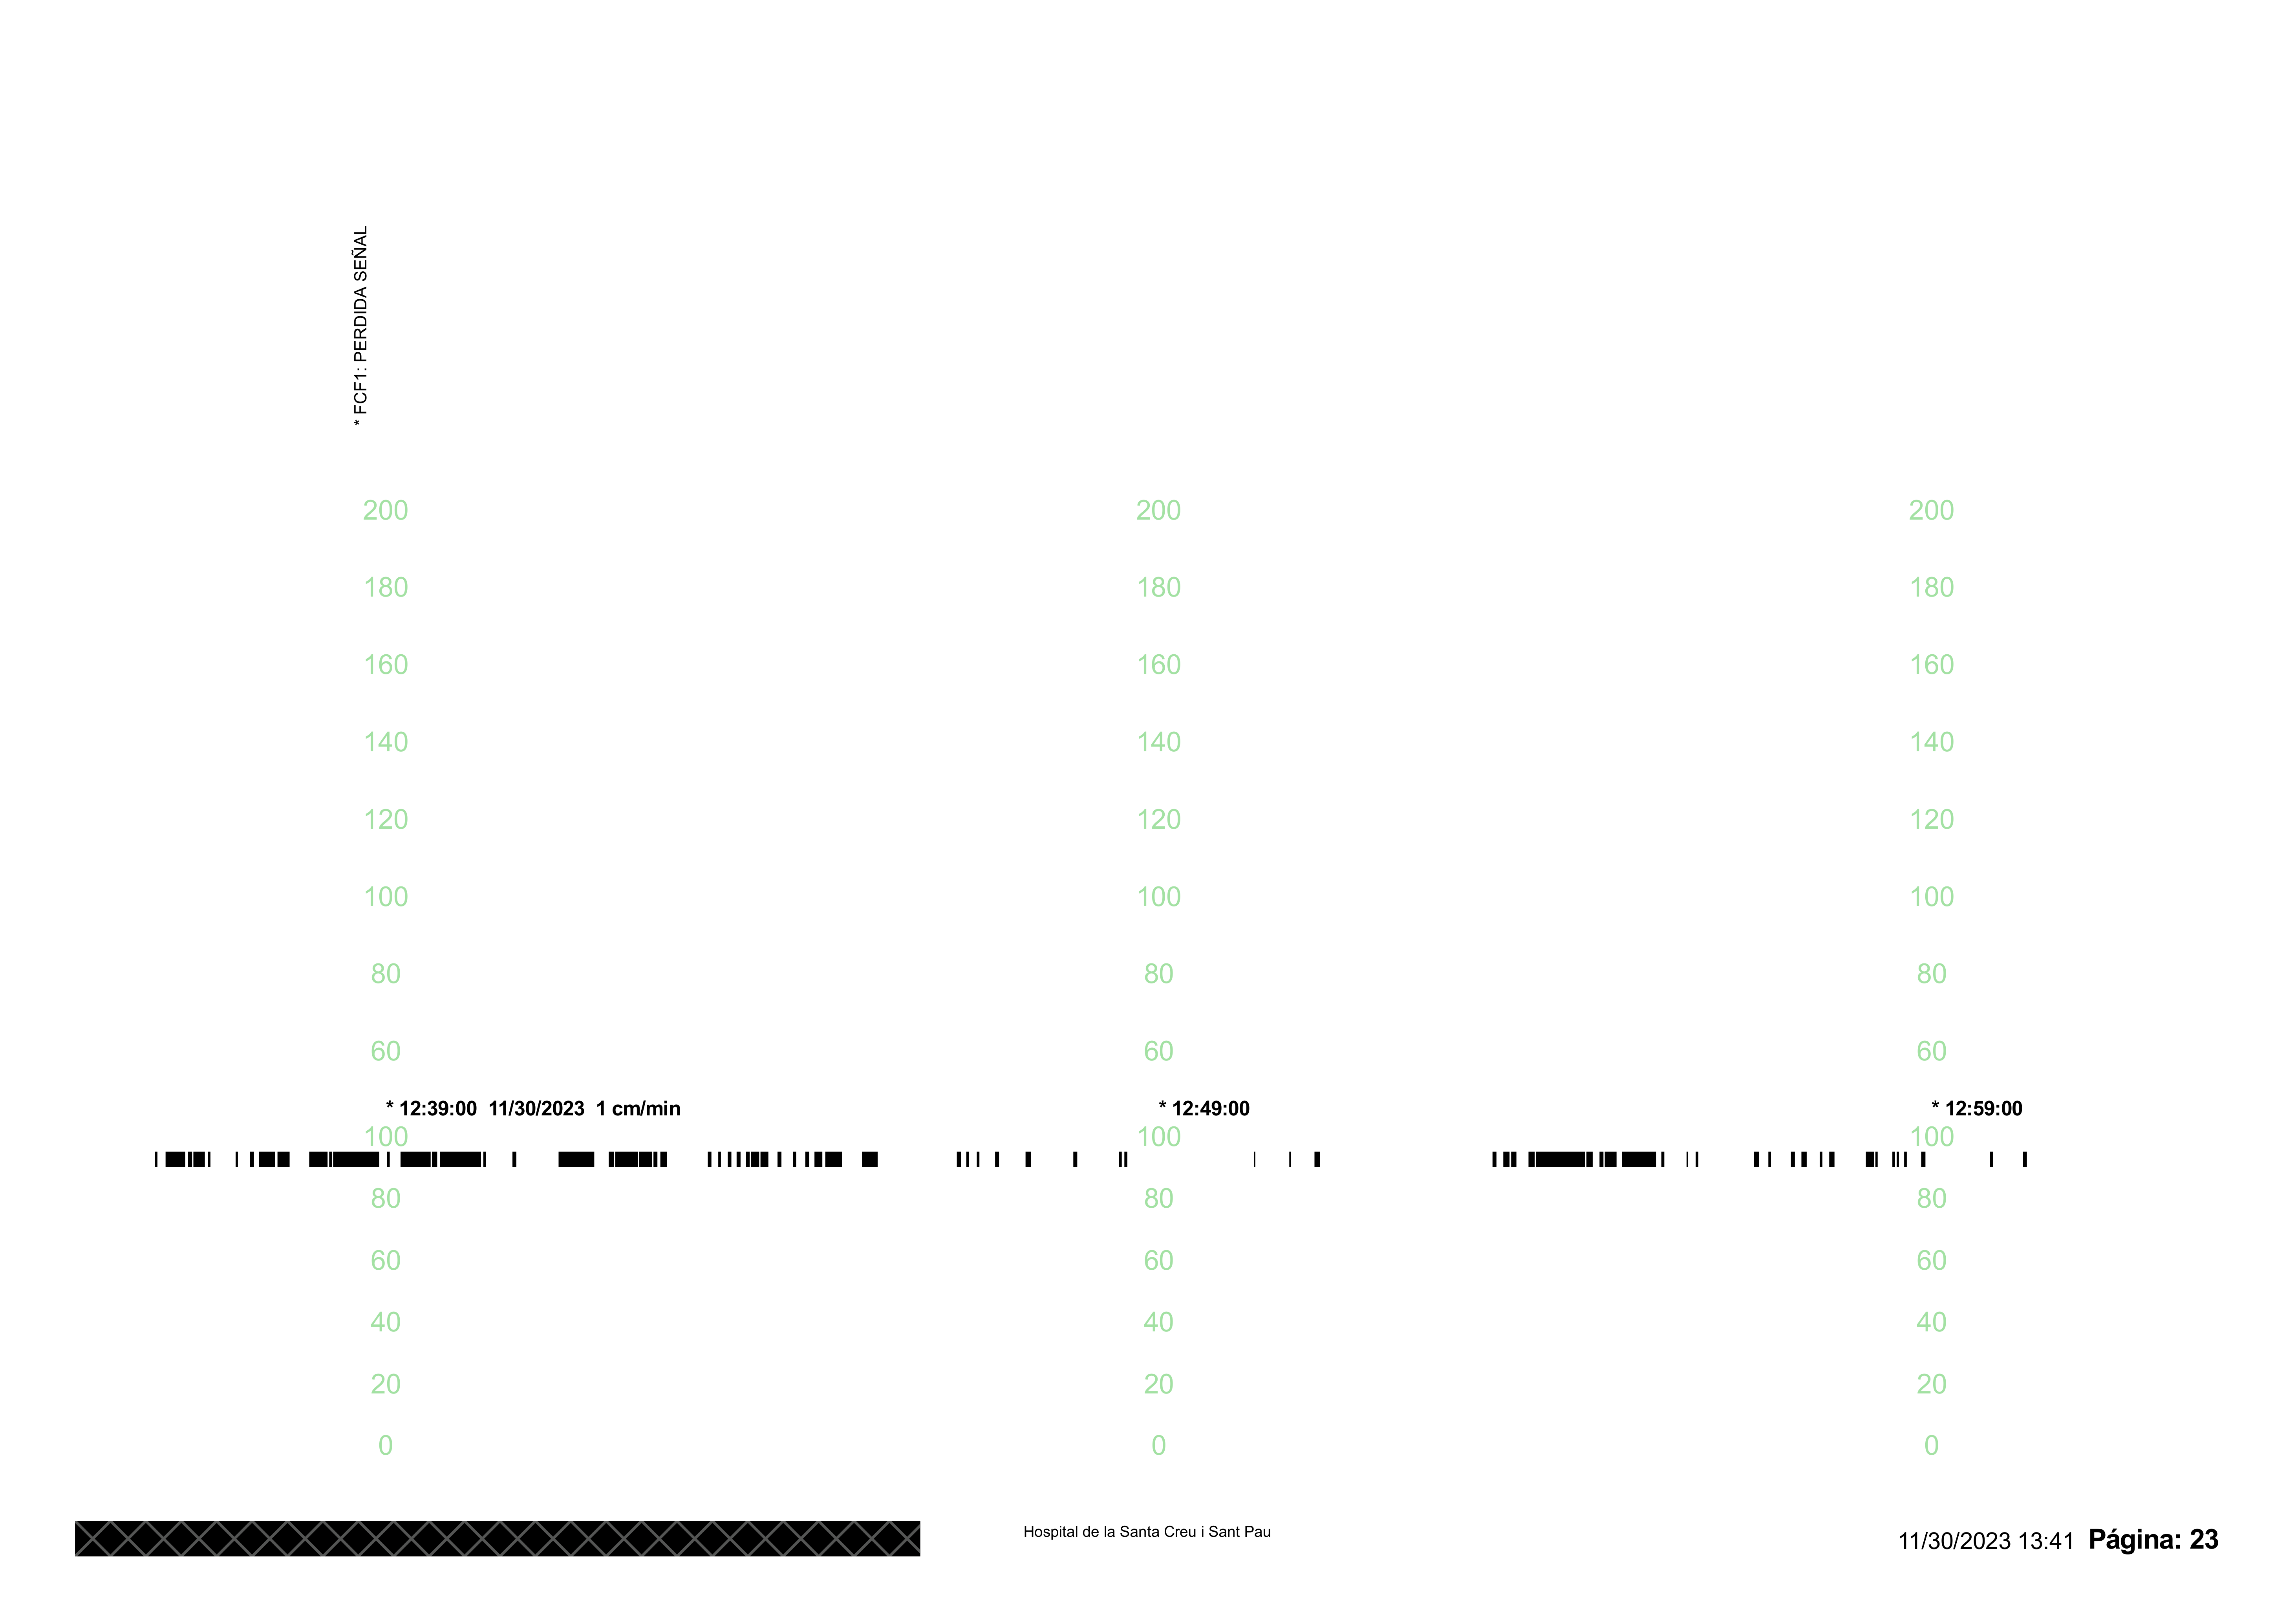 * FCF1: PERDIDA SEÑAL
200 200 200
180 180 180
160 160 160
140 140 140
120 120 120
100 100 100
80 80 80
60 60 60
* 12:39:00 11/30/2023 1 cm/min * 12:49:00 * 12:59:00
100 100 100
80 80 80
60 60 60
40 40 40
20 20 20
0 0 0
Hospital de la Santa Creu i Sant Pau
11/30/2023 13:41 Página: 23